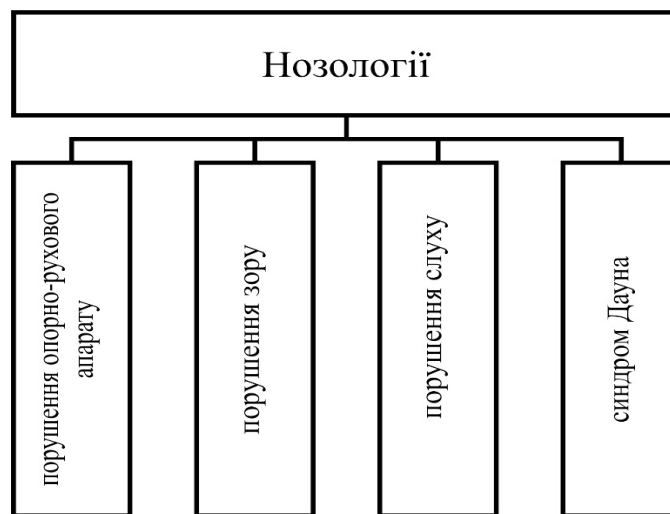 Нозології
порушення опорно-рухового
апарату
порушення зору
порушення слуху
синдром Дауна